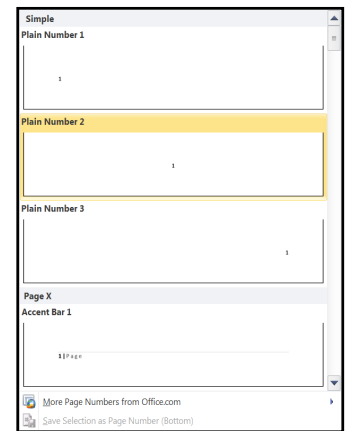 Simple
Plain Number 1
1
Plain Number 2
1
Plain Number 3
1
Page X
Accent Bar 1
1|Page
More Page Numbers from Office.com
Save Selection as Page Number (Bottom)